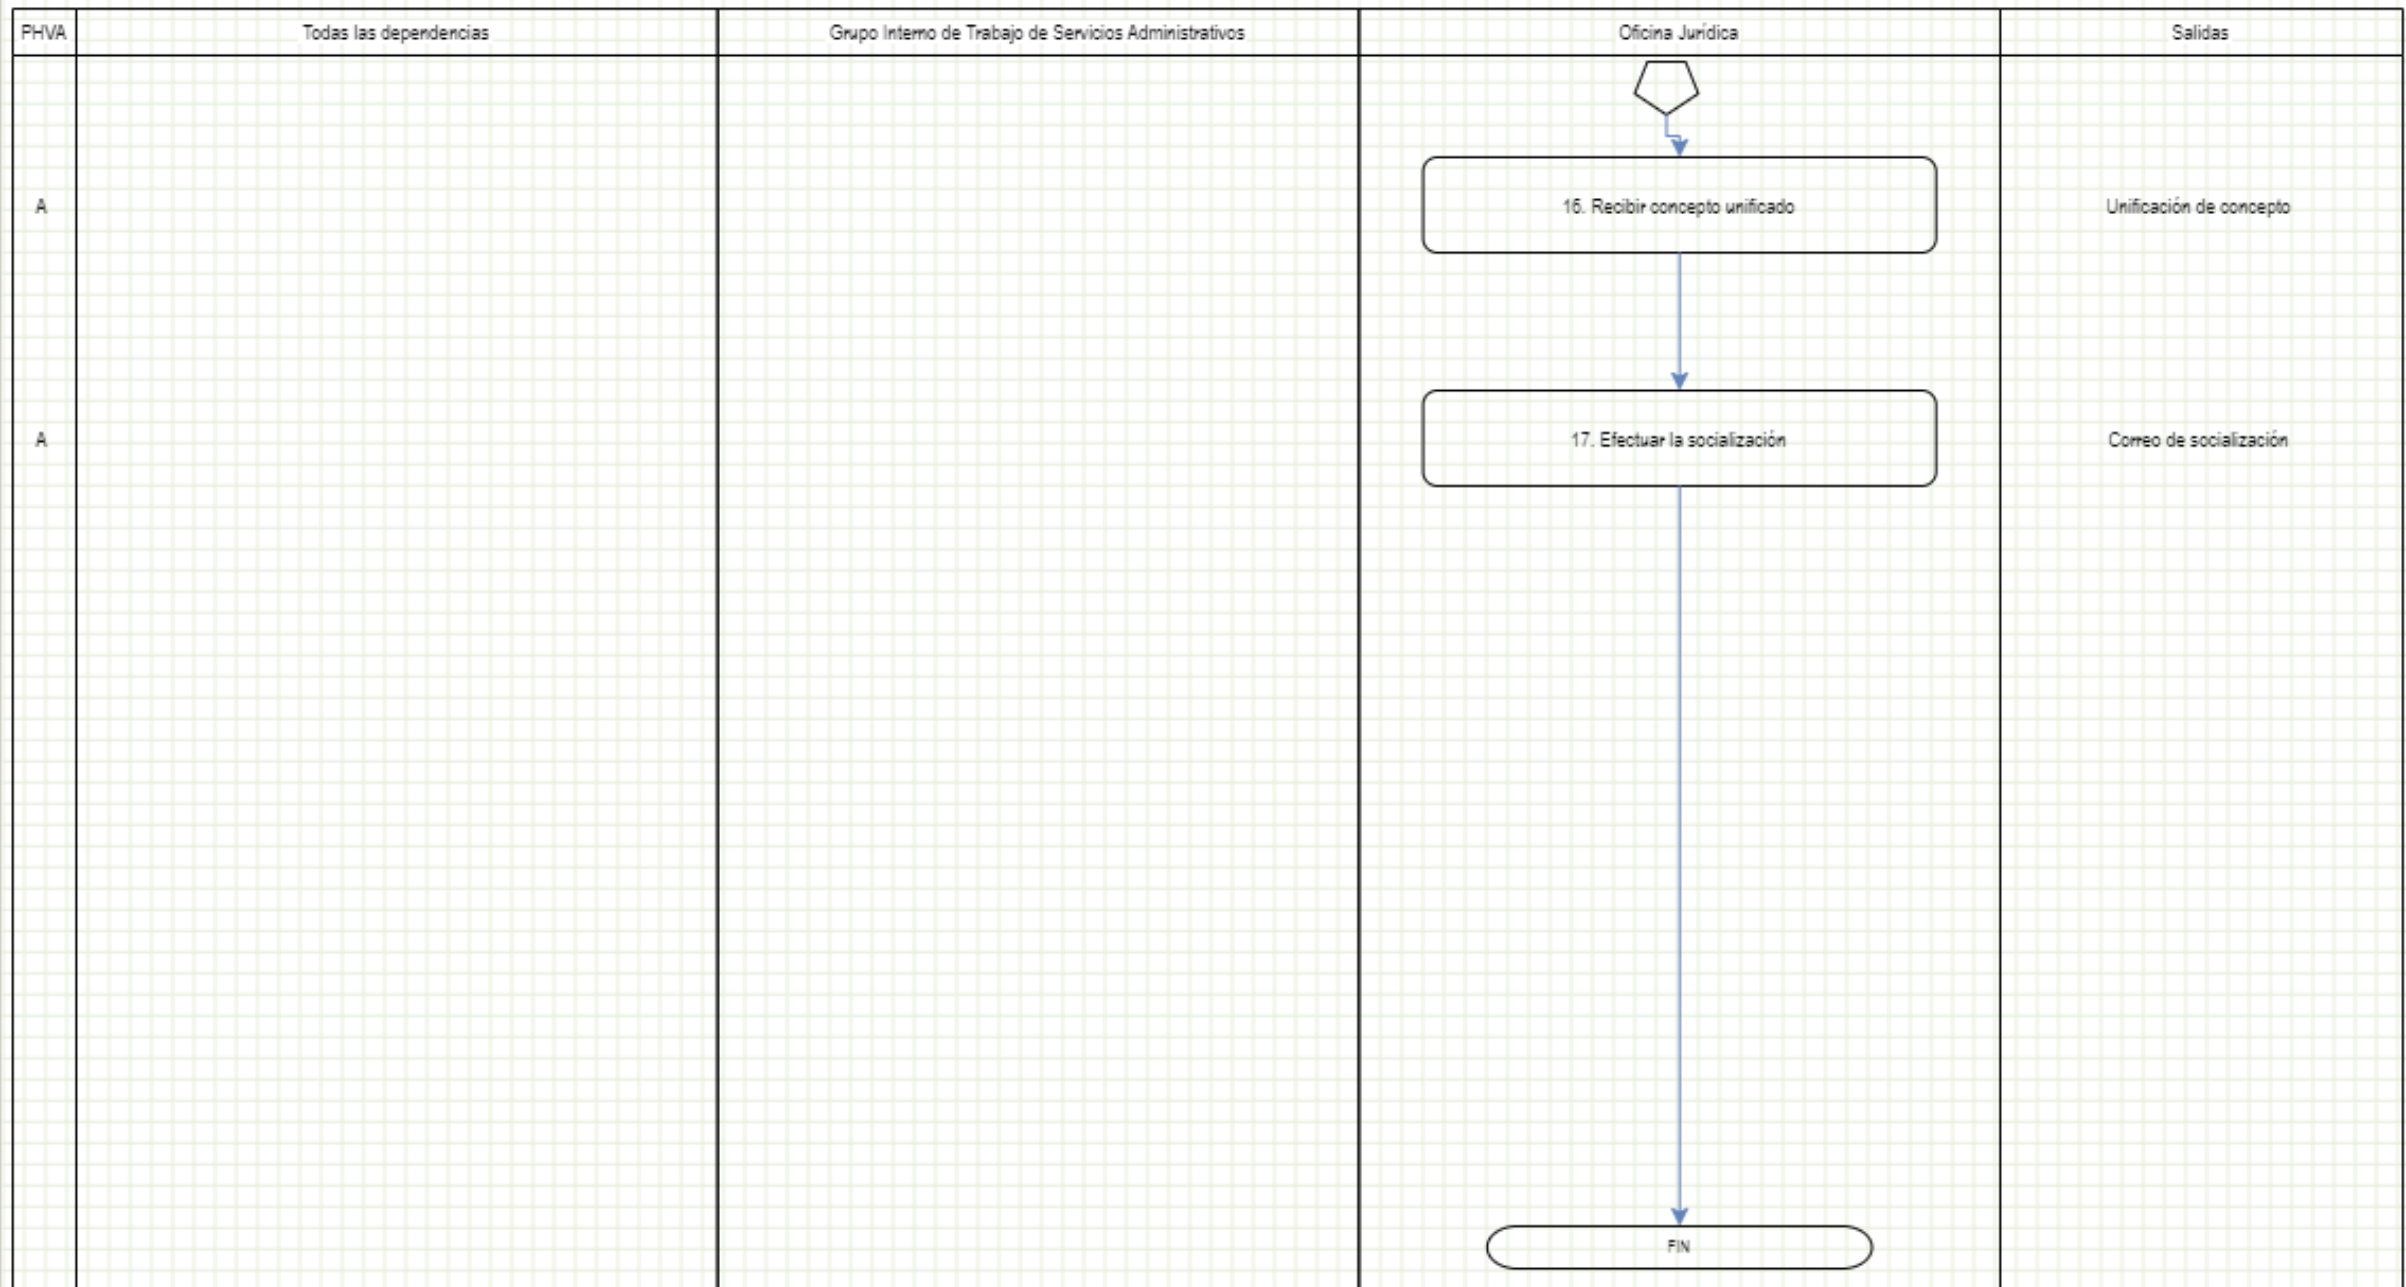 PHVA
Todas las dependencias
Grupo Interno de Trabajo de Servicios Administrativos
Oficina Jurídica
Salidas
A
16. Recibir concepto unificado
Unificación de concepto
A
17. Efectuar la socialización
Correo de socialización
FIN